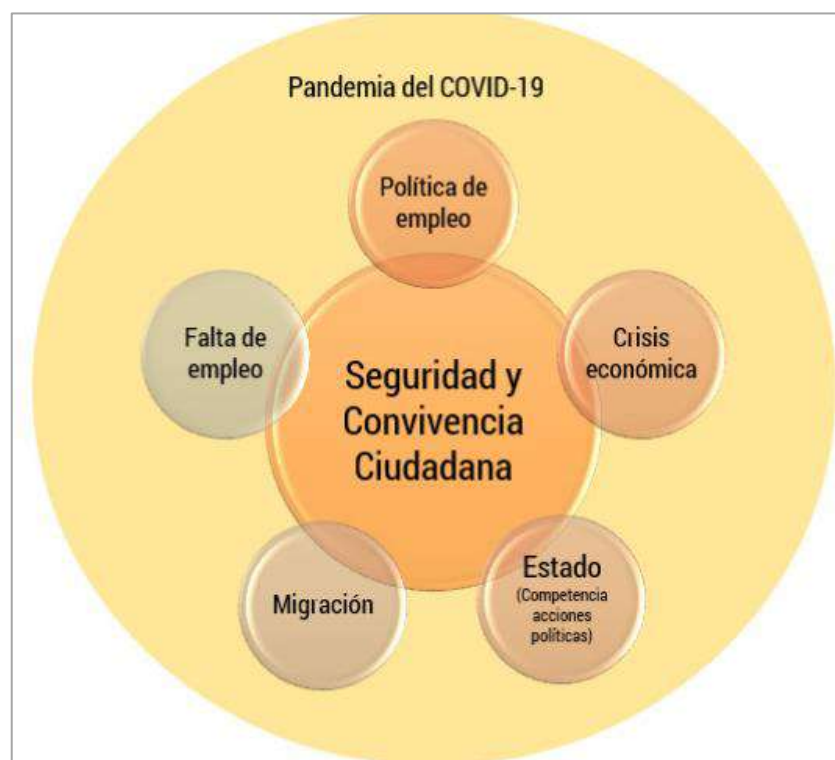 Pandemia del COVID-19
Política de
empleo
Falta de
empleo
Crisis
económica
Seguridad y
Convivencia
Ciudadana
Migración
Estado
(Competencia
acciones
políticas)